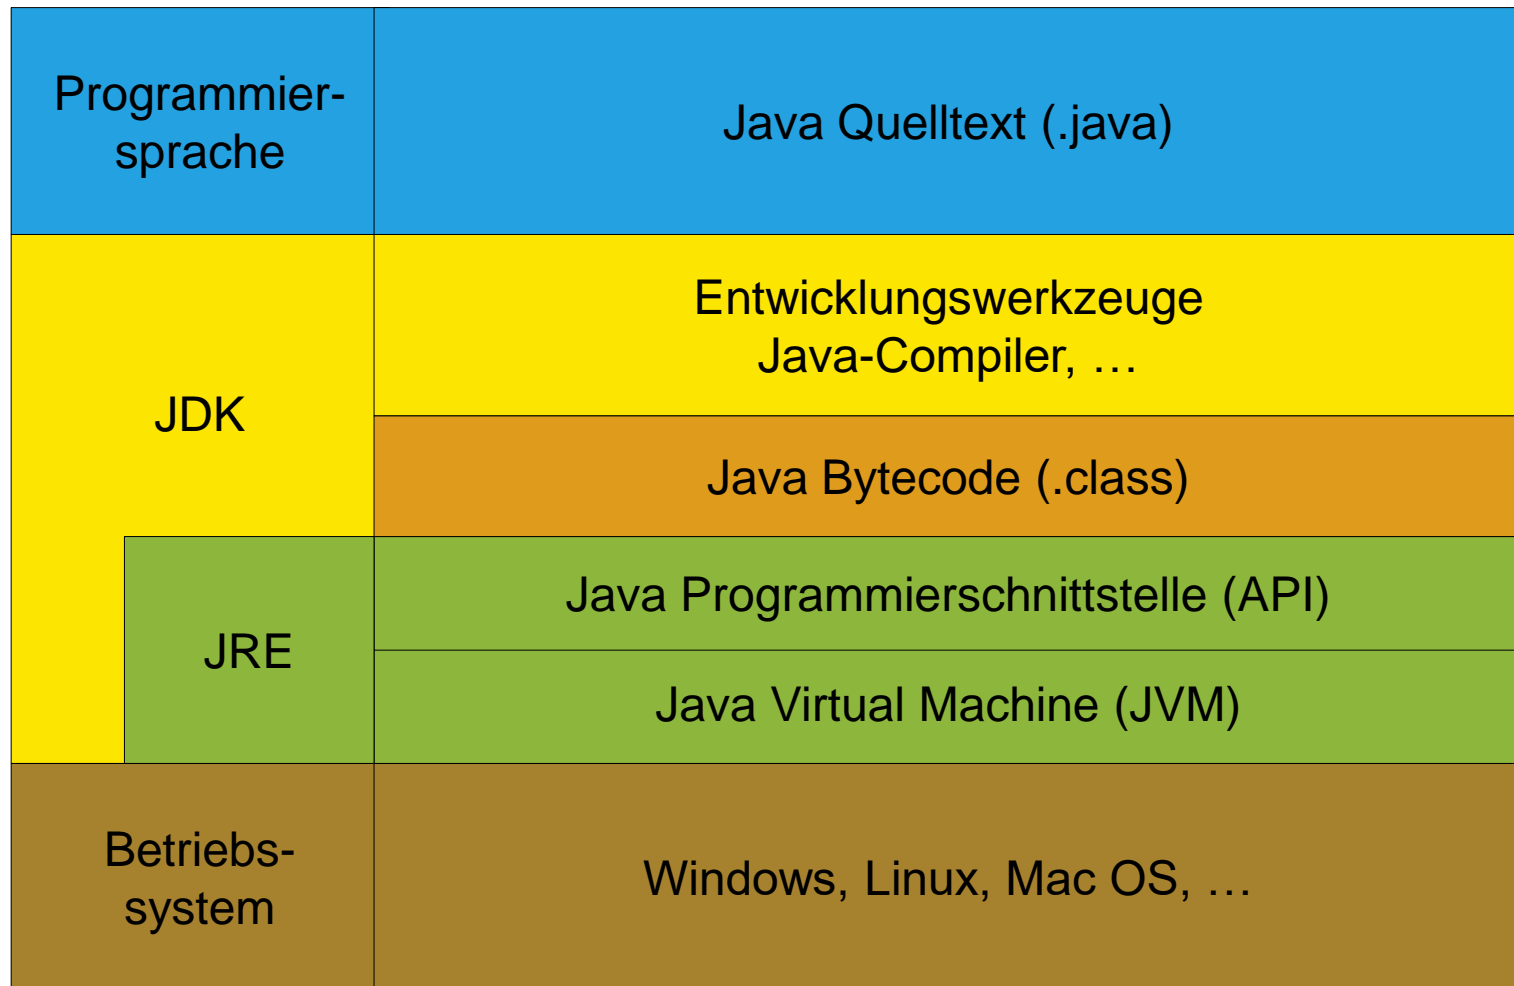 Programmier-
sprache
Java Quelltext (.java)
JDK
Entwicklungswerkzeuge
Java-Compiler, …
Java Bytecode (.class)
JRE
Java Programmierschnittstelle (API)
Java Virtual Machine (JVM)
Betriebs-
system
Windows, Linux, Mac OS, …